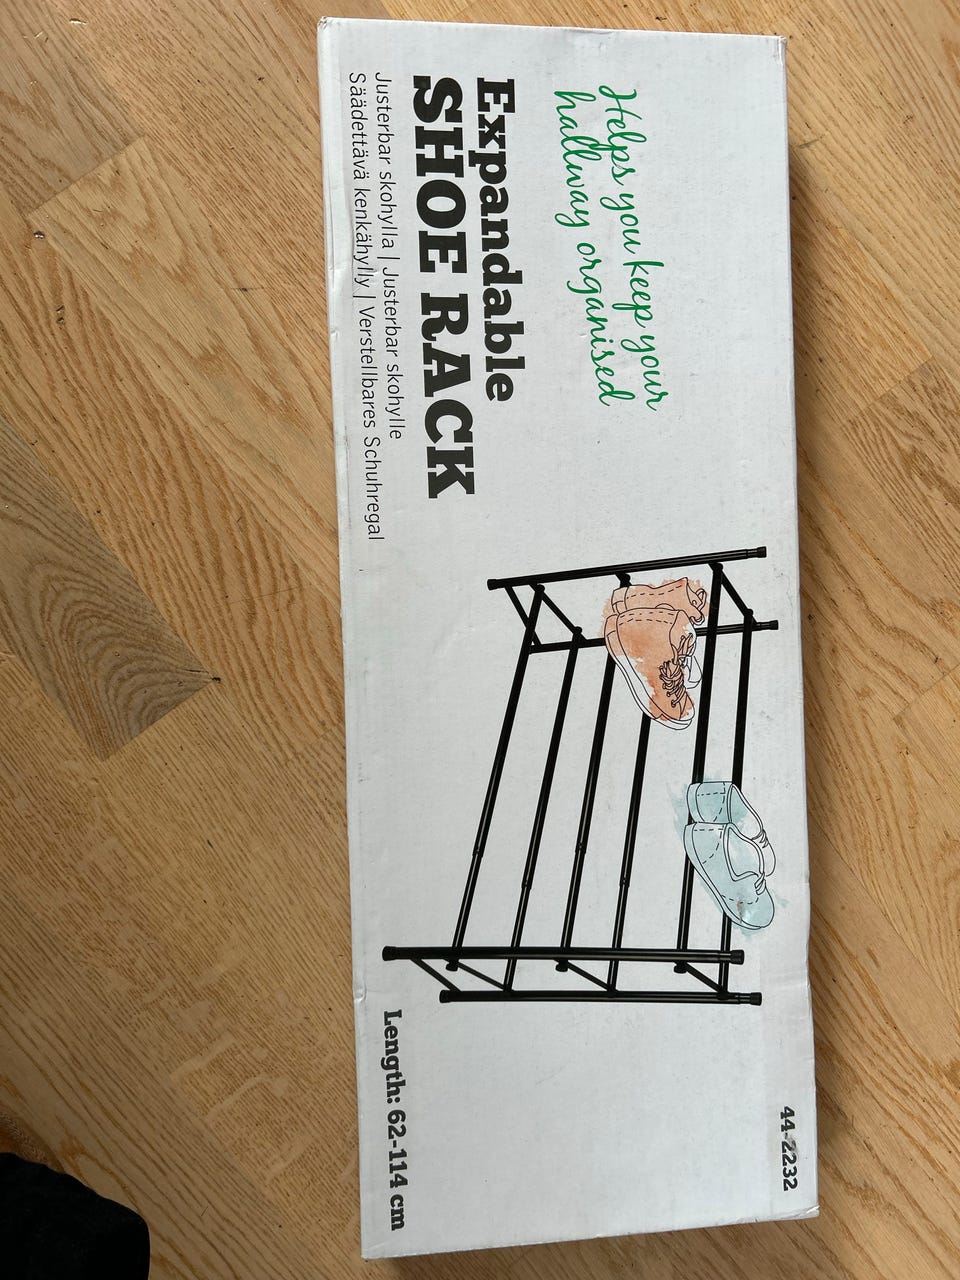 Helps you keep your
hallway organised
Expandable
SHOE RACK
Justerbar skohylla | Justerbar skohylle
Säädettävä kenkähylly | Verstellbares Schuhregal
44-2232
Length: 62-114 cm